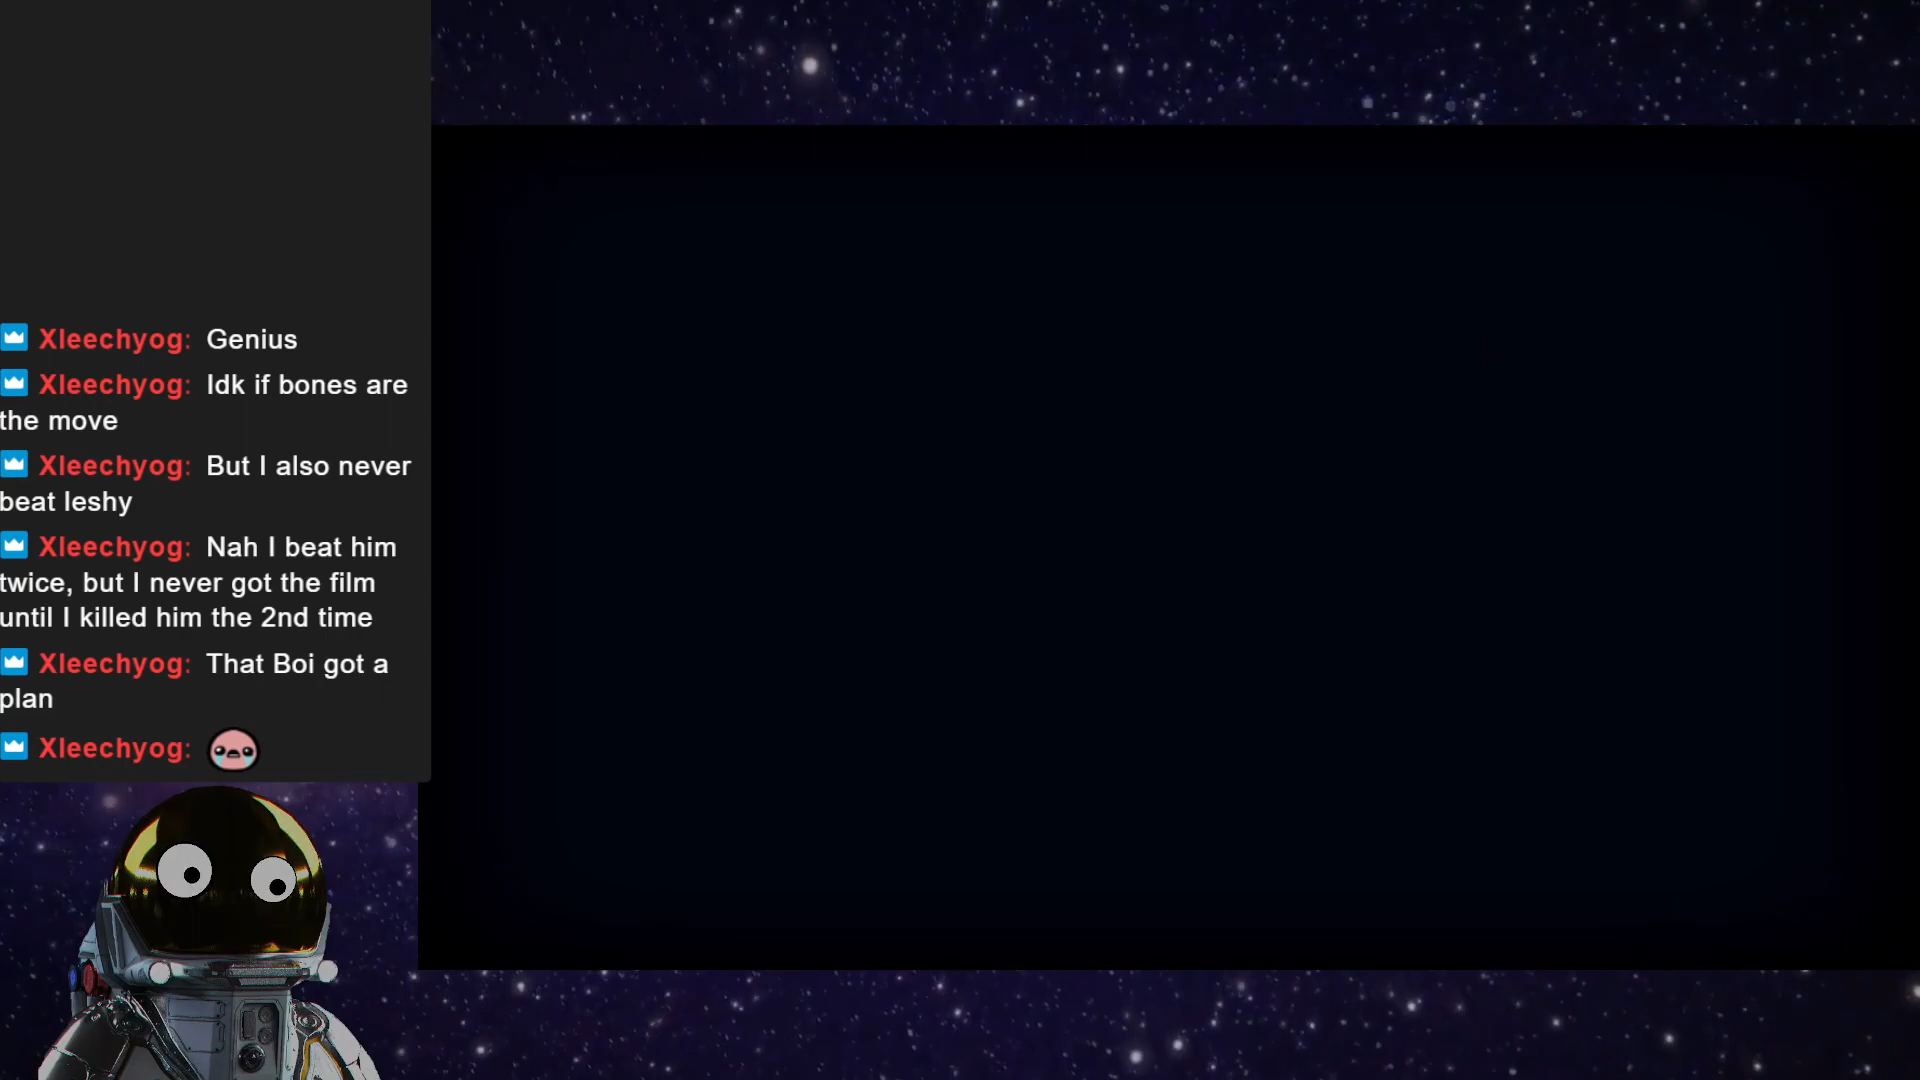 Xleechyog: Genius
Xleechyog: Idk if bones are
the move
Xleechyog: But I also never
beat leshy
Xleechyog: Nah I beat him
twice, but I never got the film
until I killed him the 2nd time
Xleechyog: That Boi got a
plan
Xleechyog: